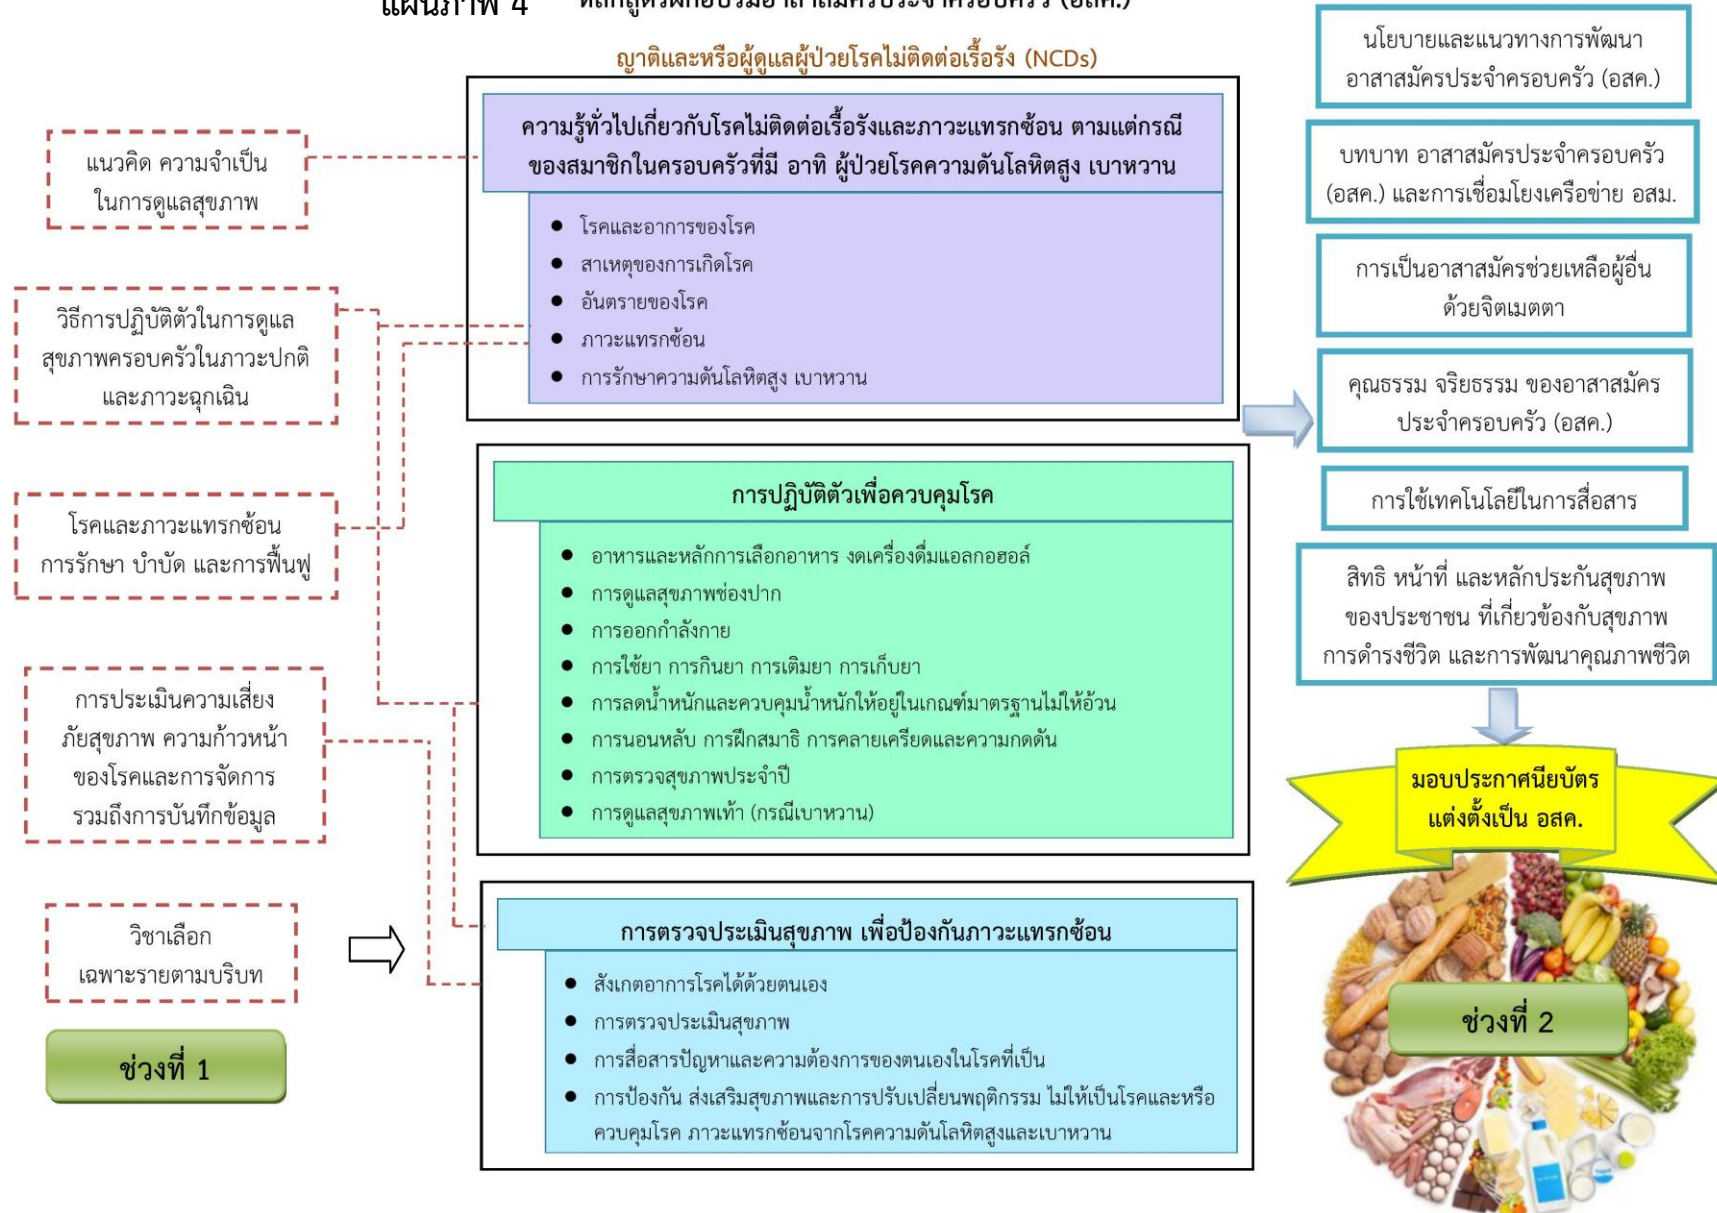 แผนภาพ 4 หลักสูตรฝึกอบรมอาสาสมัครประจำครอบครัว (อสค.)
ญาติและหรือผู้ดูแลผู้ป่วยโรคไม่ติดต่อเรื้อรัง (NCDs)
แนวคิด ความจำเป็น
ในการดูแลสุขภาพ
วิธีการปฏิบัติตัวในการดูแล
สุขภาพครอบครัวในภาวะปกติ
และภาวะฉุกเฉิน
โรคและภาวะแทรกซ้อน
การรักษา บำบัด และการฟื้นฟู
การประเมินความเสี่ยง
ภัยสุขภาพ ความก้าวหน้า
ของโรคและการจัดการ
รวมถึงการบันทึกข้อมูล
วิชาเลือก
เฉพาะรายตามบริบท
ช่วงที่ 1
ความรู้ทั่วไปเกี่ยวกับโรคไม่ติดต่อเรื้อรังและภาวะแทรกซ้อน ตามแต่กรณี
ของสมาชิกในครอบครัวที่มี อาทิ ผู้ป่วยโรคความดันโลหิตสูง เบาหวาน
● โรคและอาการของโรค
● สาเหตุของการเกิดโรค
● อันตรายของโรค
● ภาวะแทรกซ้อน
● การรักษาความดันโลหิตสูง เบาหวาน
การปฏิบัติตัวเพื่อควบคุมโรค
● อาหารและหลักการเลือกอาหาร งดเครื่องดื่มแอลกอฮอล์
● การดูแลสุขภาพช่องปาก
● การออกกำลังกาย
● การใช้ยา การกินยา การเติมยา การเก็บยา
● การลดน้ำหนักและควบคุมน้ำหนักให้อยู่ในเกณฑ์มาตรฐานไม่ให้อ้วน
● การนอนหลับ การฝึกสมาธิ การคลายเครียดและความกดดัน
● การตรวจสุขภาพประจำปี
● การดูแลสุขภาพเท้า (กรณีเบาหวาน)
การตรวจประเมินสุขภาพ เพื่อป้องกันภาวะแทรกซ้อน
● สังเกตอาการโรคได้ด้วยตนเอง
● การตรวจประเมินสุขภาพ
● การสื่อสารปัญหาและความต้องการของตนเองในโรคที่เป็น
● การป้องกัน ส่งเสริมสุขภาพและการปรับเปลี่ยนพฤติกรรม ไม่ให้เป็นโรคและหรือ
ควบคุมโรค ภาวะแทรกซ้อนจากโรคความดันโลหิตสูงและเบาหวาน
นโยบายและแนวทางการพัฒนา
อาสาสมัครประจำครอบครัว (อสค.)
บทบาท อาสาสมัครประจำครอบครัว
(อสค.) และการเชื่อมโยงเครือข่าย อสม.
การเป็นอาสาสมัครช่วยเหลือผู้อื่น
ด้วยจิตเมตตา
คุณธรรม จริยธรรม ของอาสาสมัคร
ประจำครอบครัว (อสค.)
การใช้เทคโนโลยีในการสื่อสาร
สิทธิ หน้าที่ และหลักประกันสุขภาพ
ของประชาชน ที่เกี่ยวข้องกับสุขภาพ
การดำรงชีวิต และการพัฒนาคุณภาพชีวิต
มอบประกาศนียบัตร
แต่งตั้งเป็น อสค.
ช่วงที่ 2